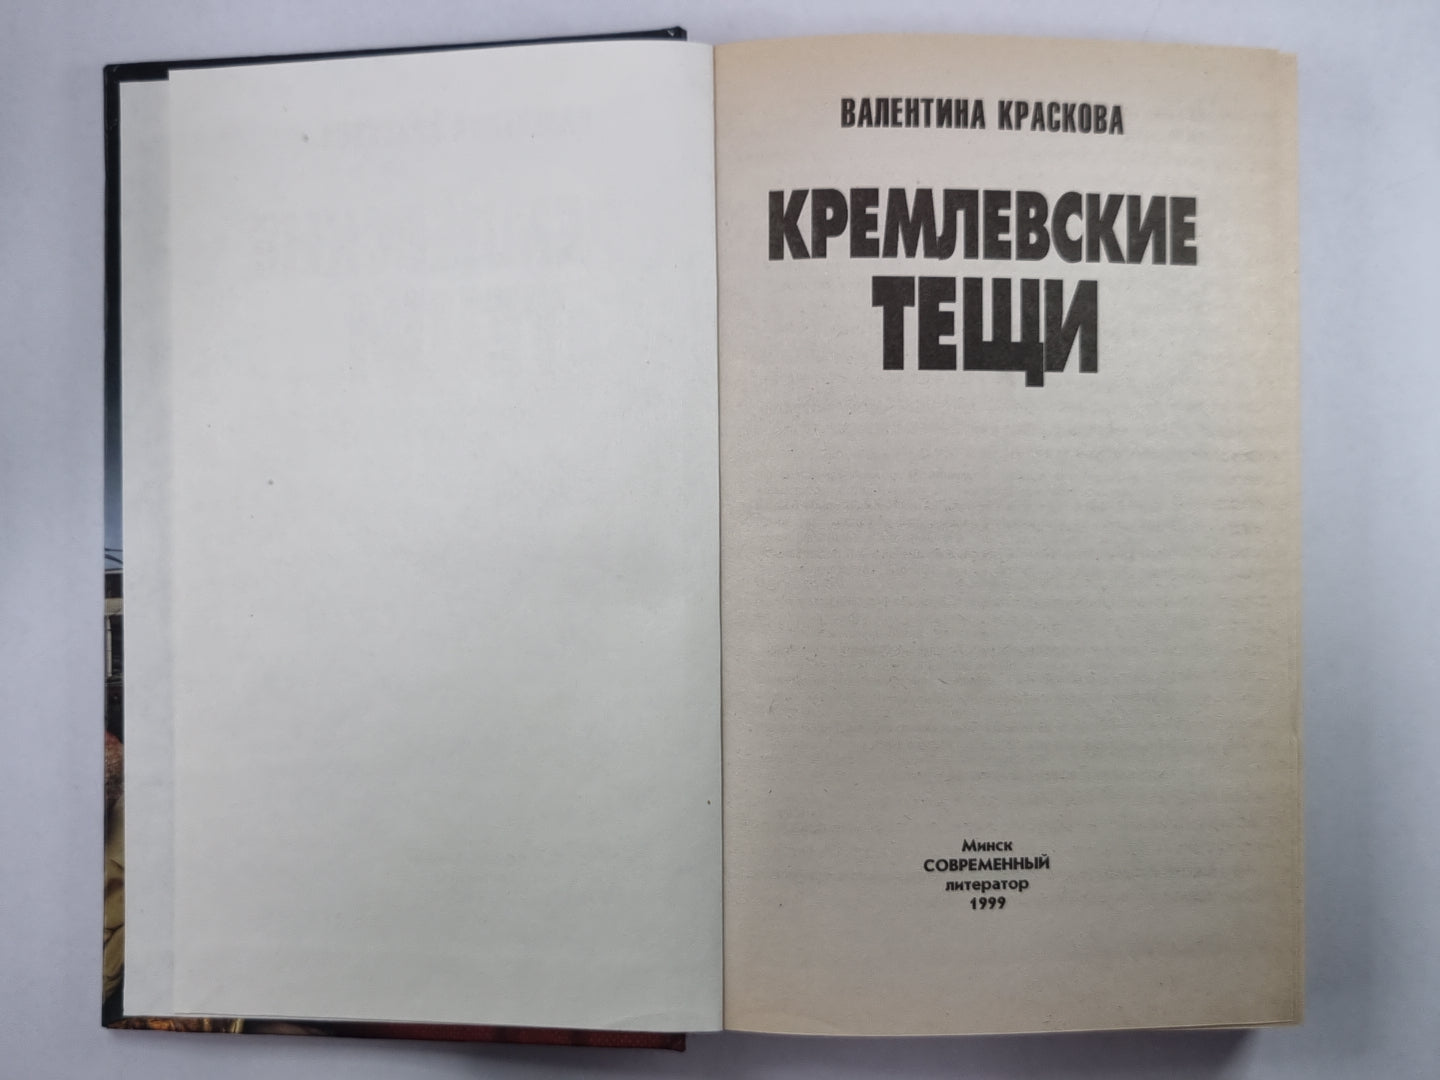 ВАЛЕНТИНА КРАСКОВА
КРЕМЛЕВСКИЕ
ТЕЩИ
Минск
СОВРЕМЕННЫЙ
литератор
1999